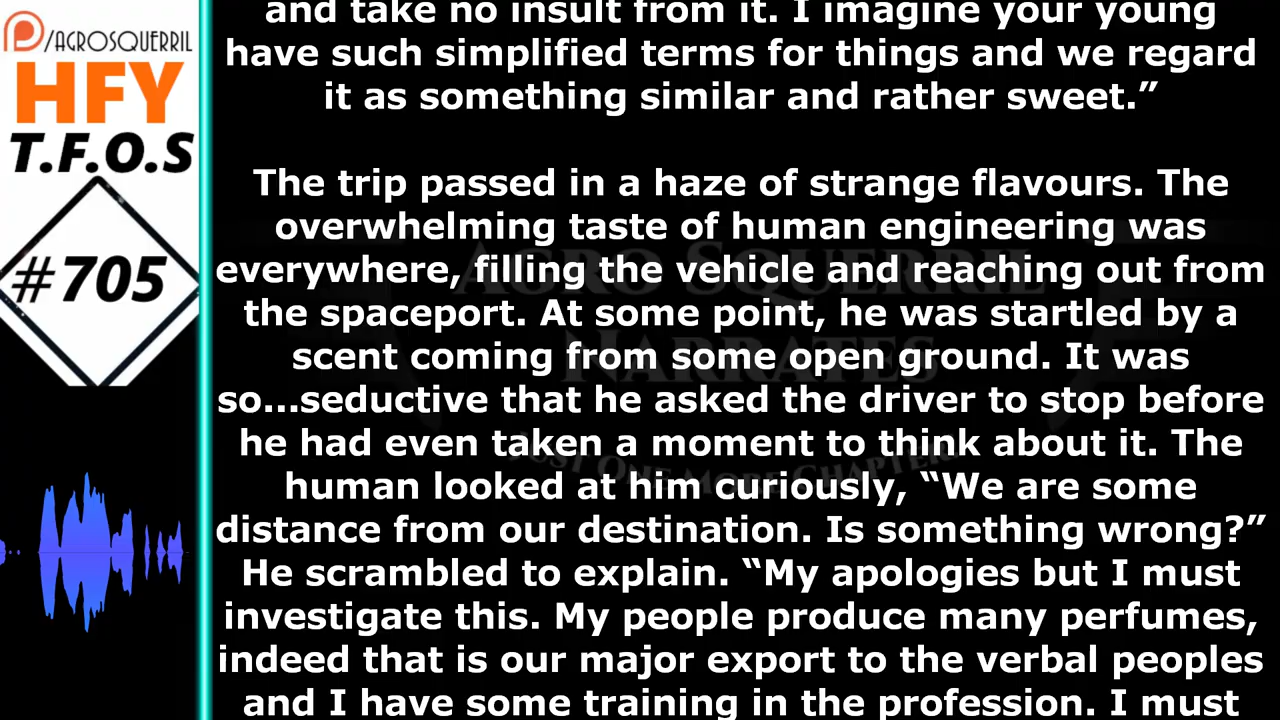 /AGROSQUERRIL
HFY
T.F.O.S
#705
and take no insult from it. I imagine your young
have such simplified terms for things and we regard
it as something similar and rather sweet.”
The trip passed in a haze of strange flavours. The
overwhelming taste of human engineering was
everywhere, filling the vehicle and reaching out from
the spaceport. At some point, he was startled by a
scent coming from some open ground. It was
so...seductive that he asked the driver to stop before
he had even taken a moment to think about it. The
human looked at him curiously, “We are some
distance from our destination. Is something wrong?”
He scrambled to explain. “My apologies but I must
investigate this. My people produce many perfumes,
indeed that is our major export to the verbal peoples
and I have some training in the profession. I must
AGRO SQUERRIL
NARRATES
JUST ONE MORE CHAPTER